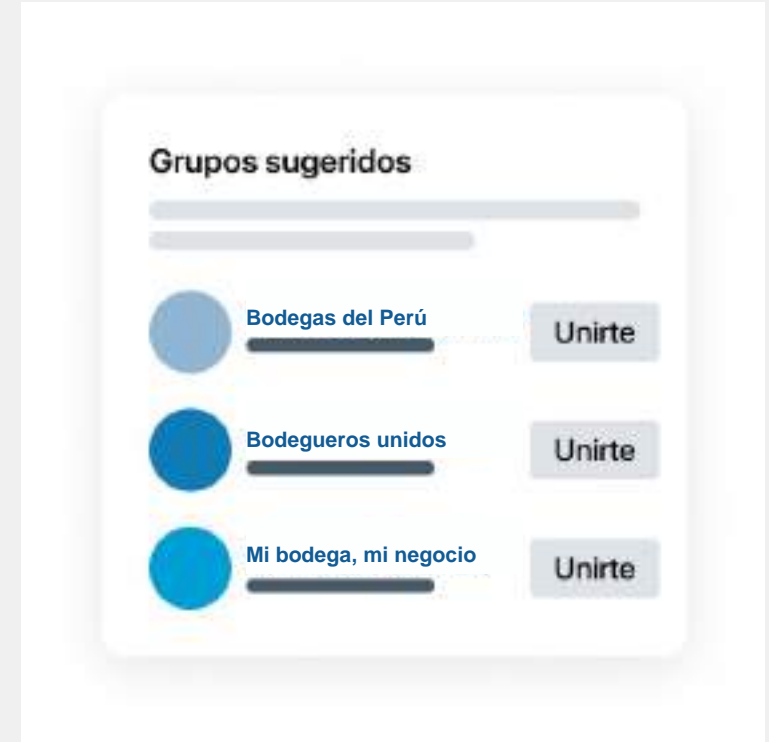 Grupos sugeridos
Bodegas del Perú
Unirte
Bodegueros unidos
Unirte
Mi bodega, mi negocio
Unirte